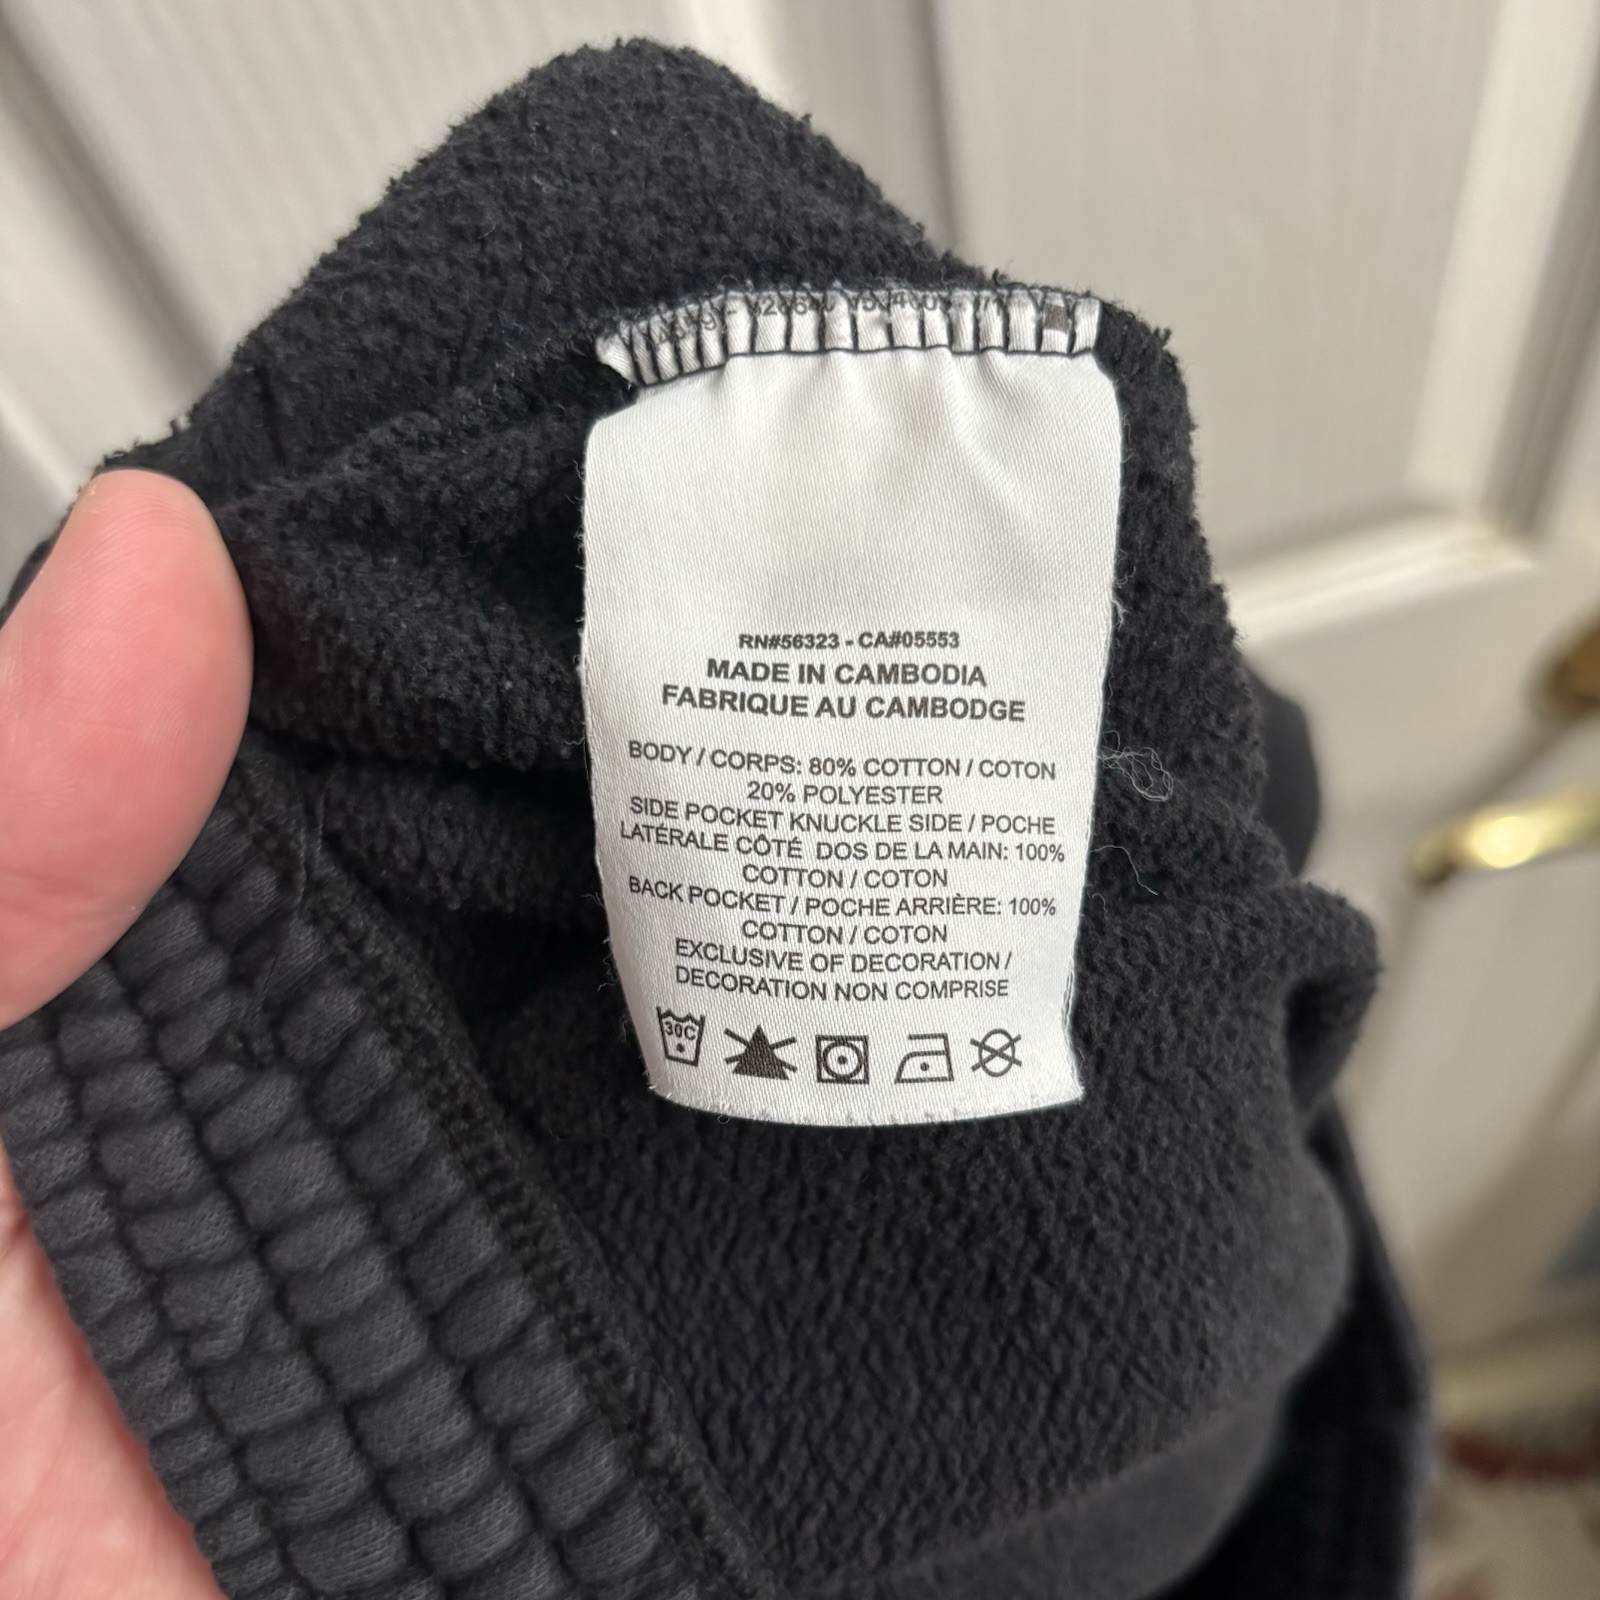 RN#56323 - CA#05553
MADE IN CAMBODIA
FABRIQUE AU CAMBODGE
BODY / CORPS: 80% COTTON / COTON
20% POLYESTER
SIDE POCKET KNUCKLE SIDE / POCHE
LATÉRALE CÔTÉ DOS DE LA MAIN: 100%
COTTON / COTON
BACK POCKET / POCHE ARRIÈRE: 100%
COTTON / COTON
EXCLUSIVE OF DECORATION /
DECORATION NON COMPRISE
30C